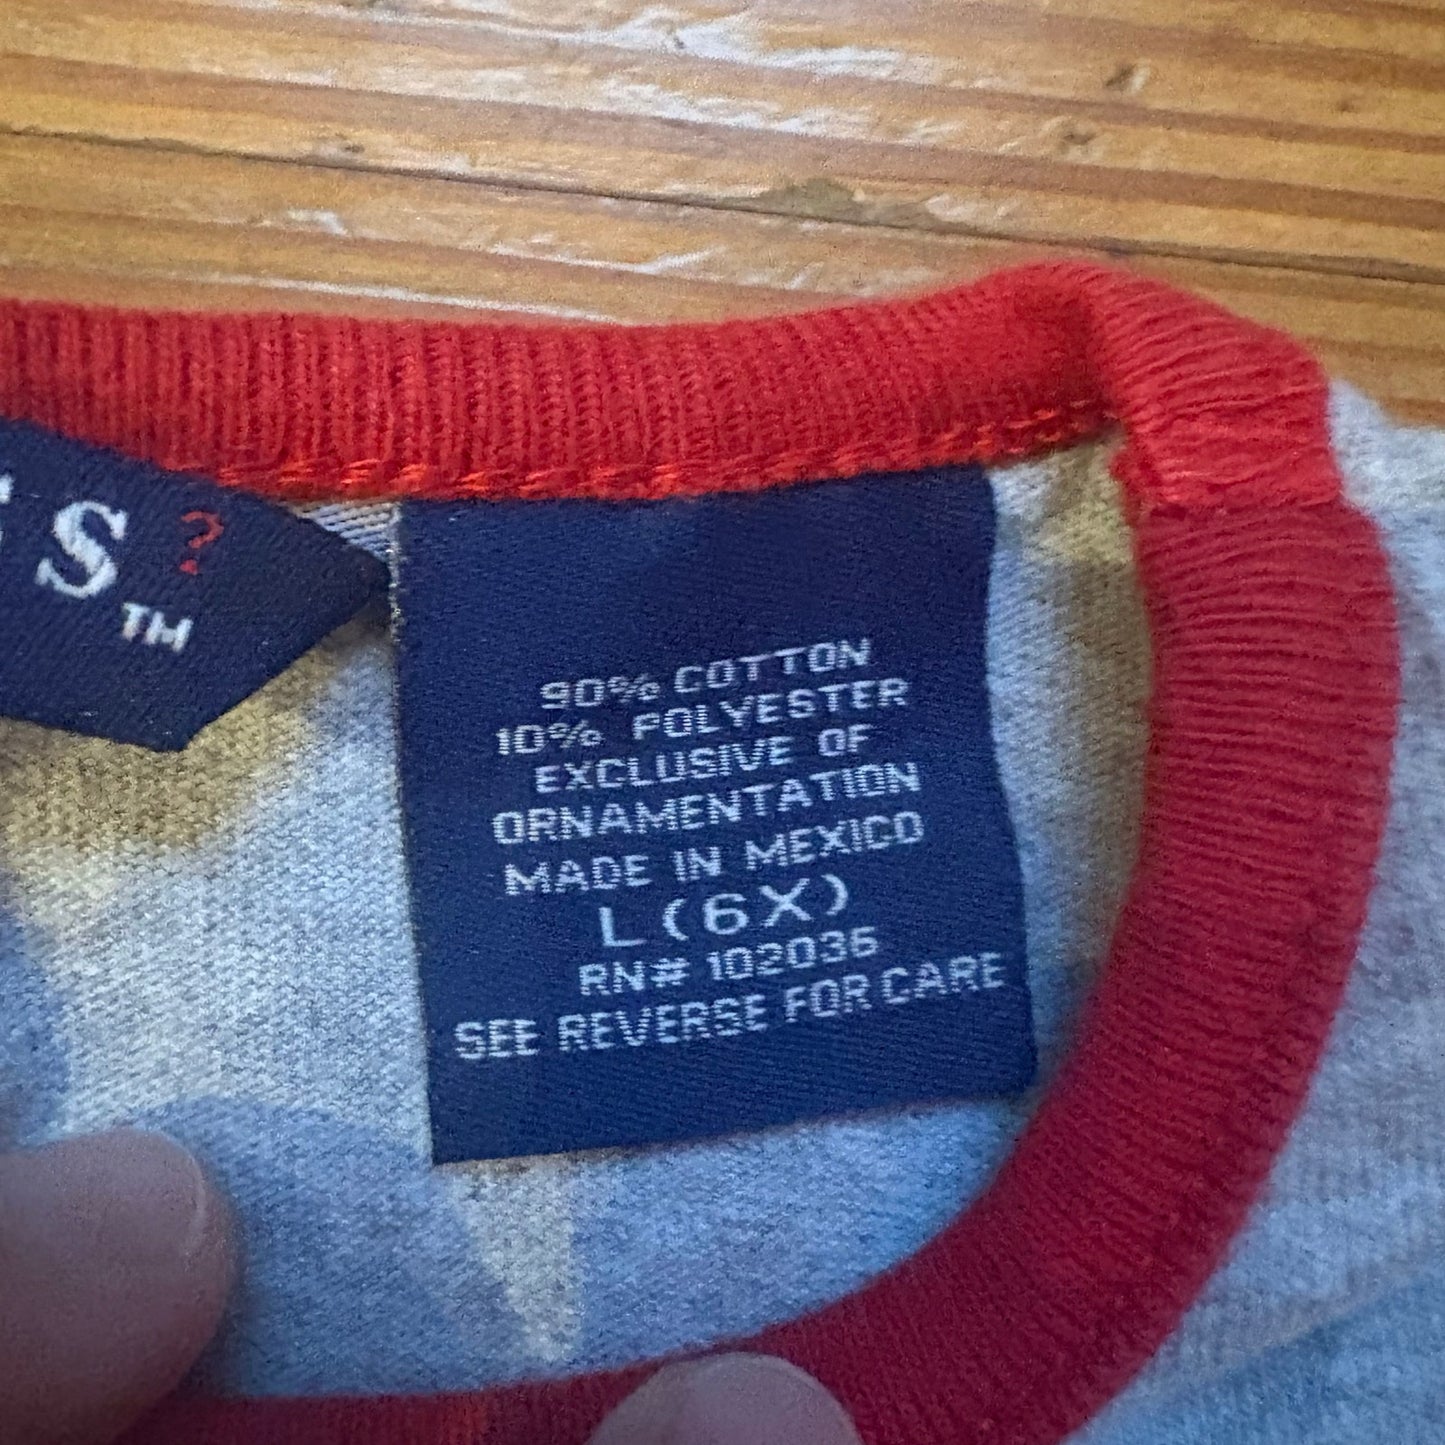 S?
TM
90% COTTON
10% POLYESTER
EXCLUSIVE OF
ORNAMENTATION
MADE IN MEXICO
L (6X)
RN# 102036
SEE REVERSE FOR CARE